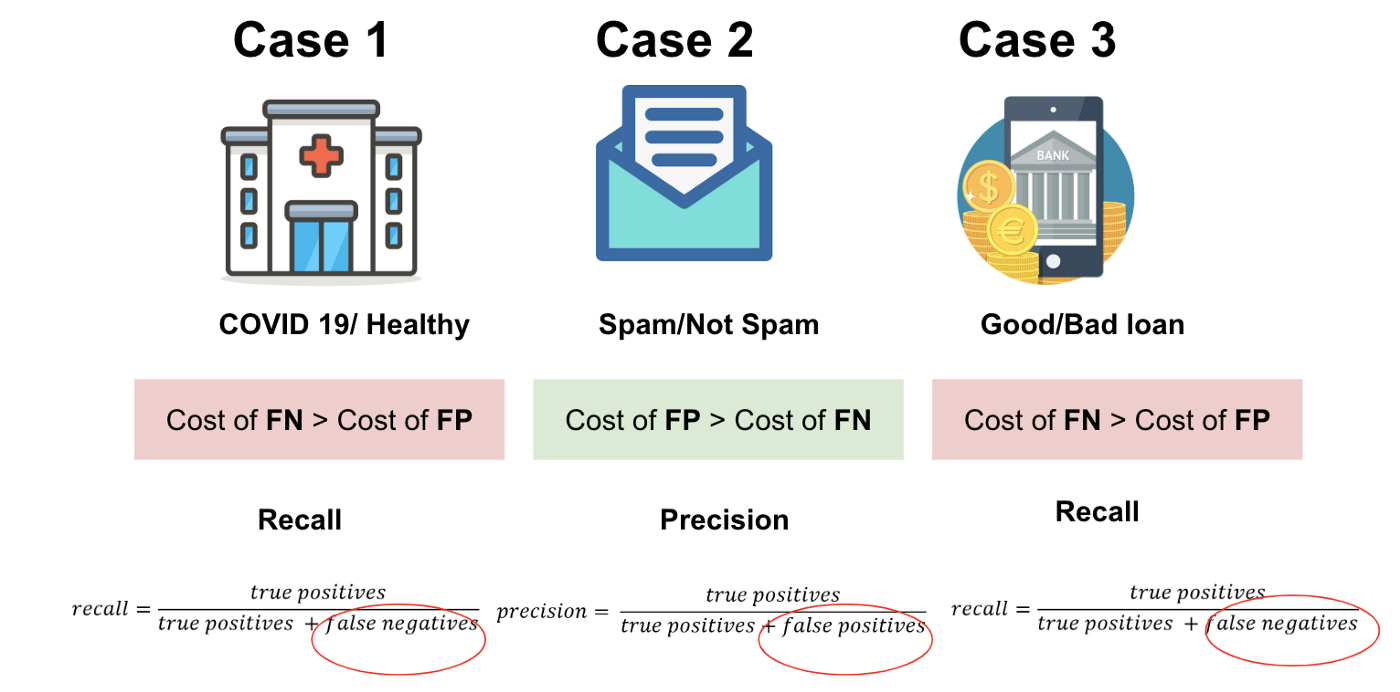 Case 1
Case 2
Case 3
$
€
BANK
COVID 19/ Healthy
Spam/Not Spam
Good/Bad loan
Cost of FN > Cost of FP
Cost of FP > Cost of FN
Cost of FN > Cost of FP
Recall
Precision
Recall
recall = true positives / true positives + false negatives
precision = true positives / true positives + false positives
recall = true positives / true positives + false negatives